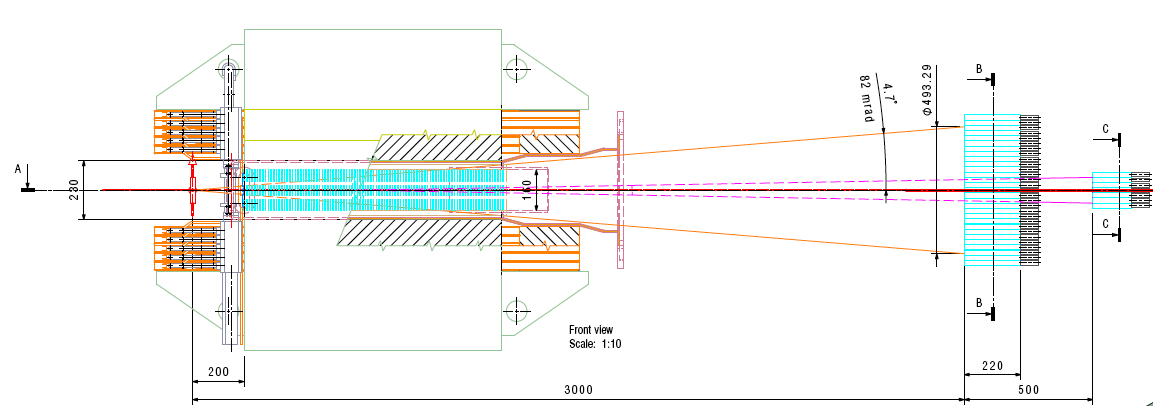 B
4.7°
82 mrad
Φ493.29
C
A
230
160
C
B
Front view
Scale: 1:10
200
220
3000
500